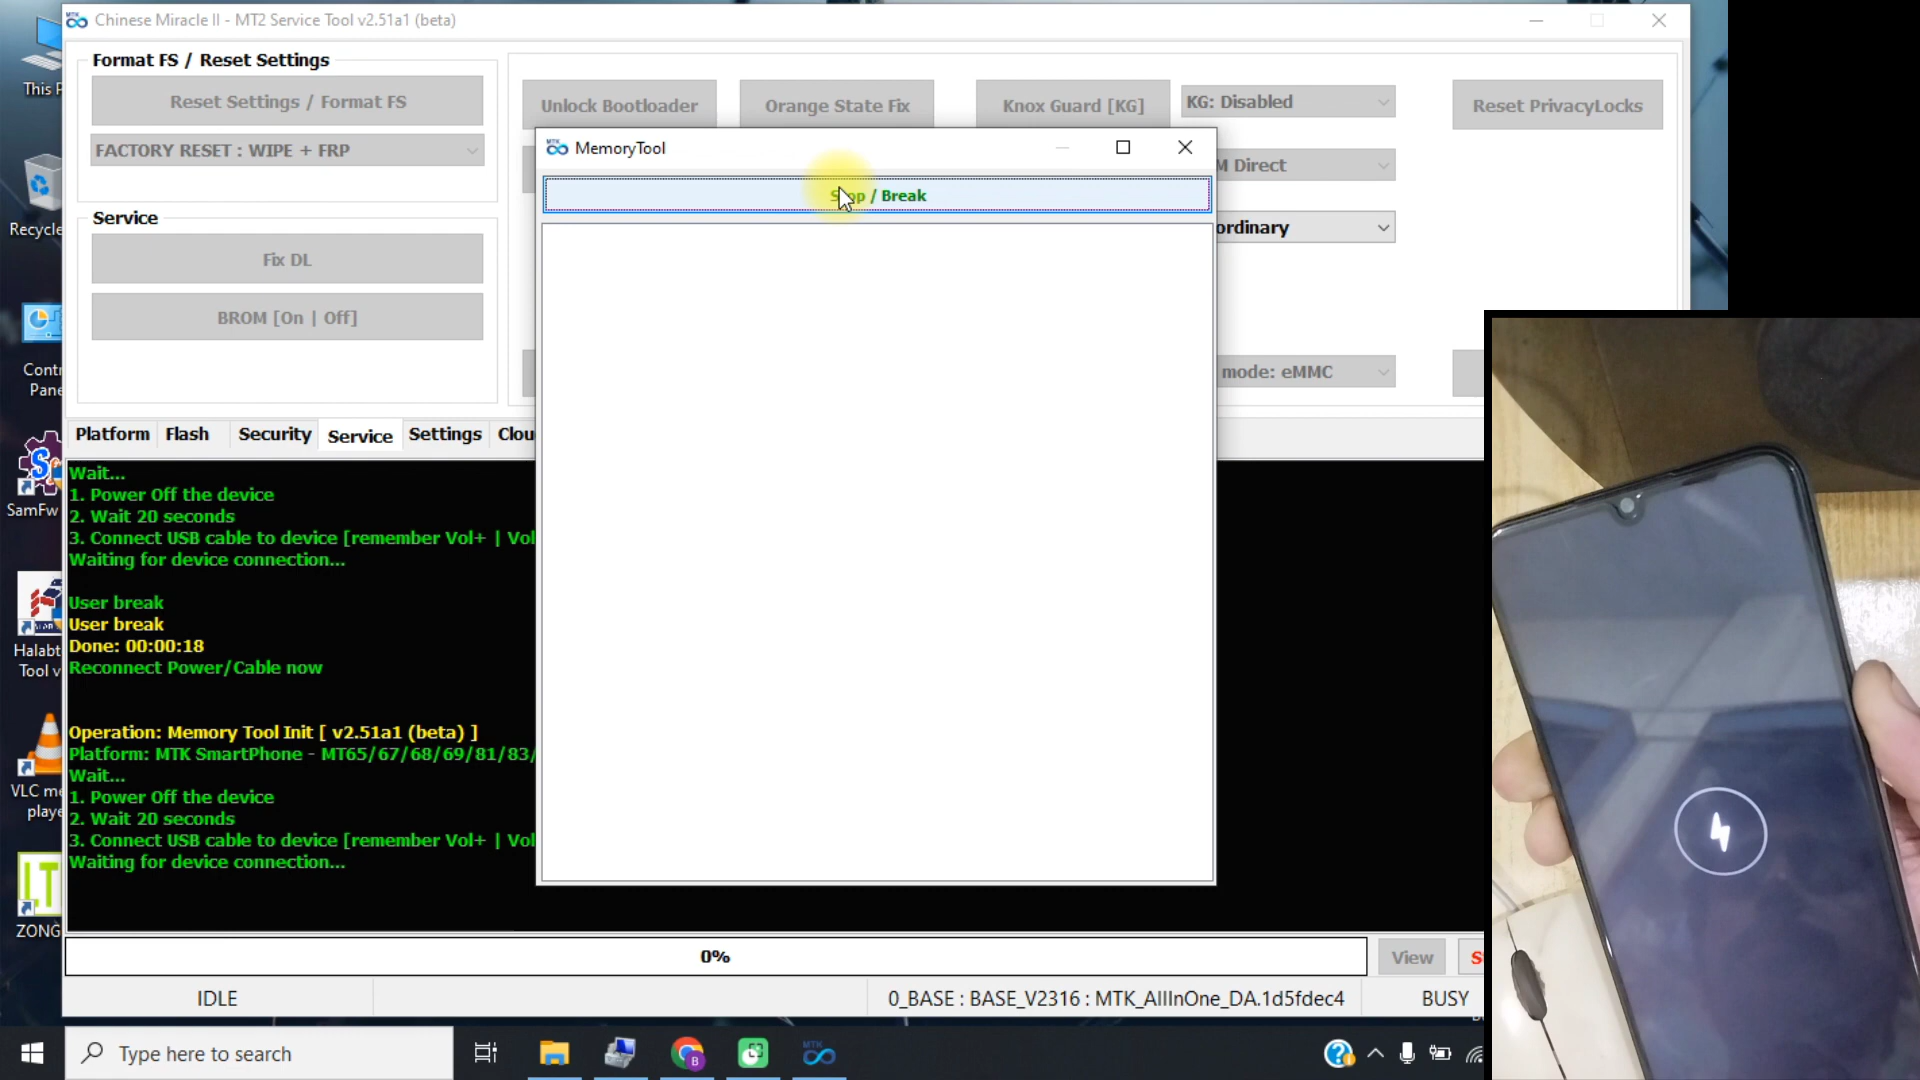 Chinese Miracle II - MT2 Service Tool v2.51a1 (beta)
This P
Format FS / Reset Settings
Reset Settings / Format FS
FACTORY RESET : WIPE + FRP
Unlock Bootloader
Orange State Fix
Knox Guard [KG]
KG: Disabled
Reset PrivacyLocks
MemoryTool
Stop / Break
M Direct
ordinary
mode: eMMC
Service
Fix DL
BROM [On | Off]
Recycle
Contr
Pane
SamFw
Halabt
Tool v
VLC me
playe
ZONG
Platform
Flash
Security
Service
Settings
Clou
Wait...
1. Power Off the device
2. Wait 20 seconds
3. Connect USB cable to device [remember Vol+ | Vol
Waiting for device connection...
User break
User break
Done: 00:00:18
Reconnect Power/Cable now
Operation: Memory Tool Init [ v2.51a1 (beta) ]
Platform: MTK SmartPhone - MT65/67/68/69/81/83/
Wait...
1. Power Off the device
2. Wait 20 seconds
3. Connect USB cable to device [remember Vol+ | Vol
Waiting for device connection...
0%
View
S
IDLE
0_BASE : BASE_V2316 : MTK_AllInOne_DA.1d5fdec4
BUSY
Type here to search